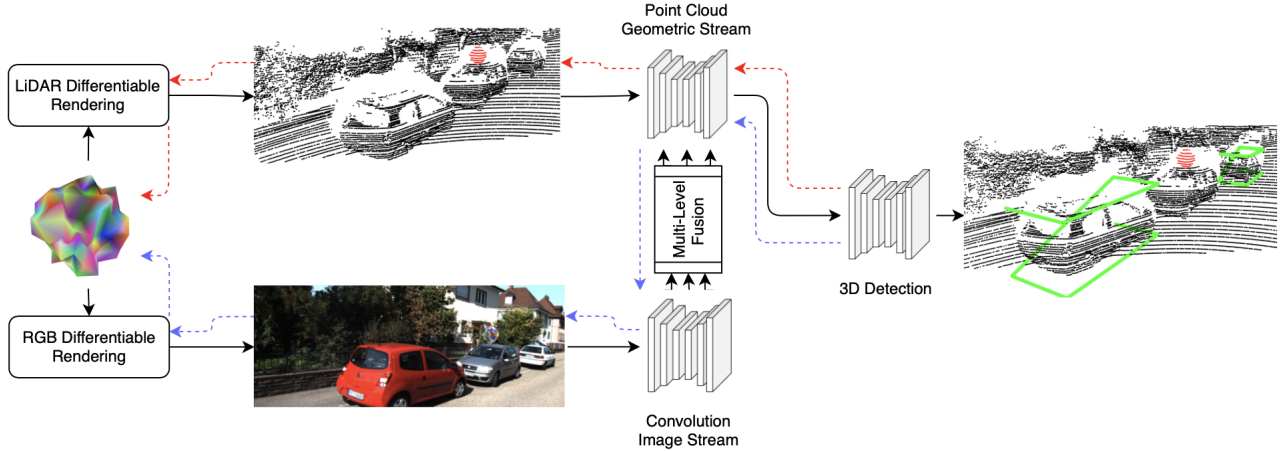 Point Cloud
Geometric Stream
LiDAR Differentiable
Rendering
Multi-Level
Fusion
3D Detection
RGB Differentiable
Rendering
Convolution
Image Stream